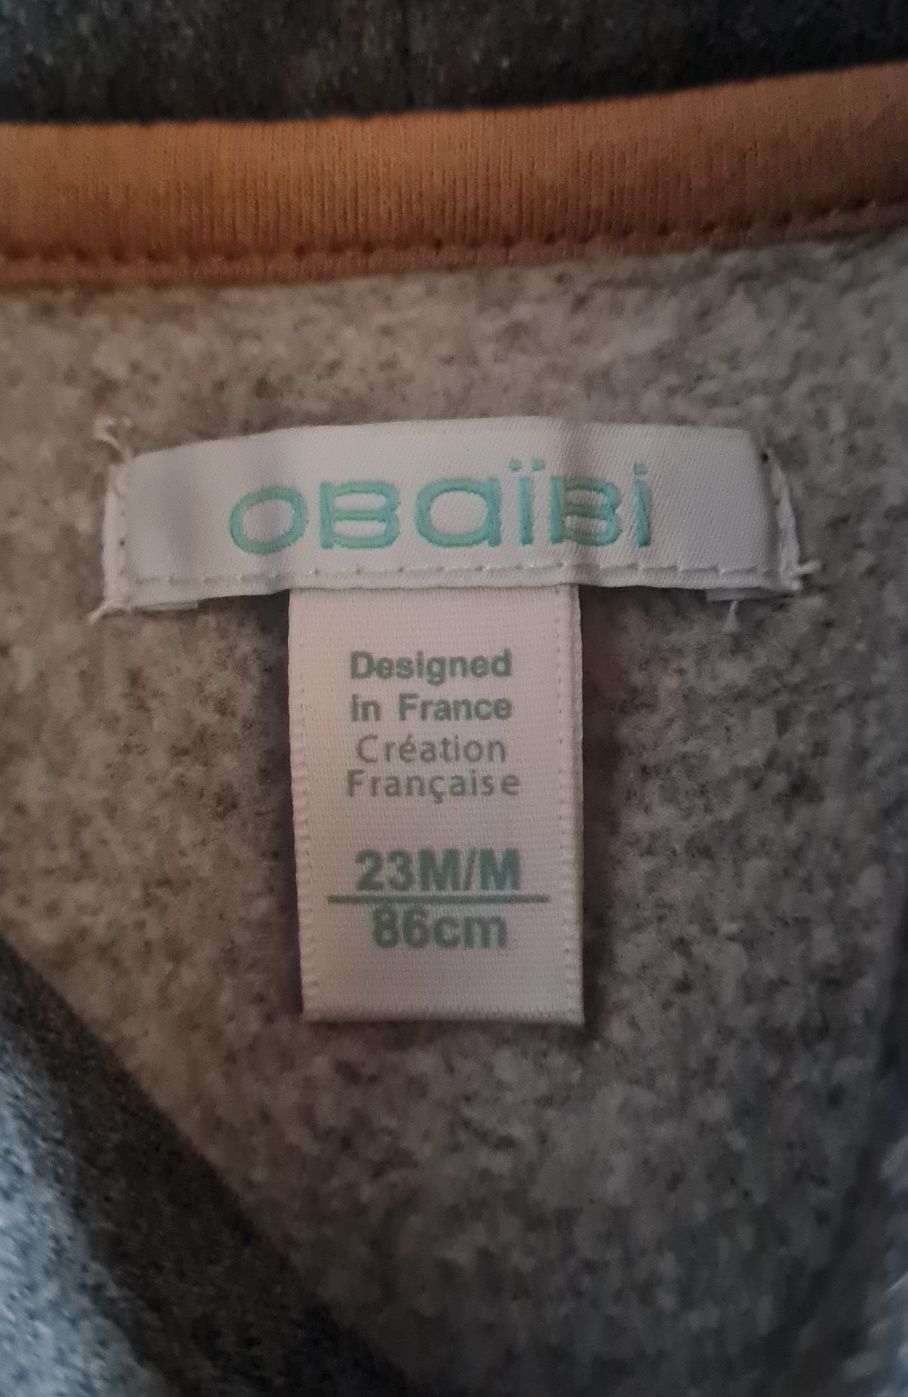 OBaïBi
Designed
in France
Création
Française
23M/M
86cm